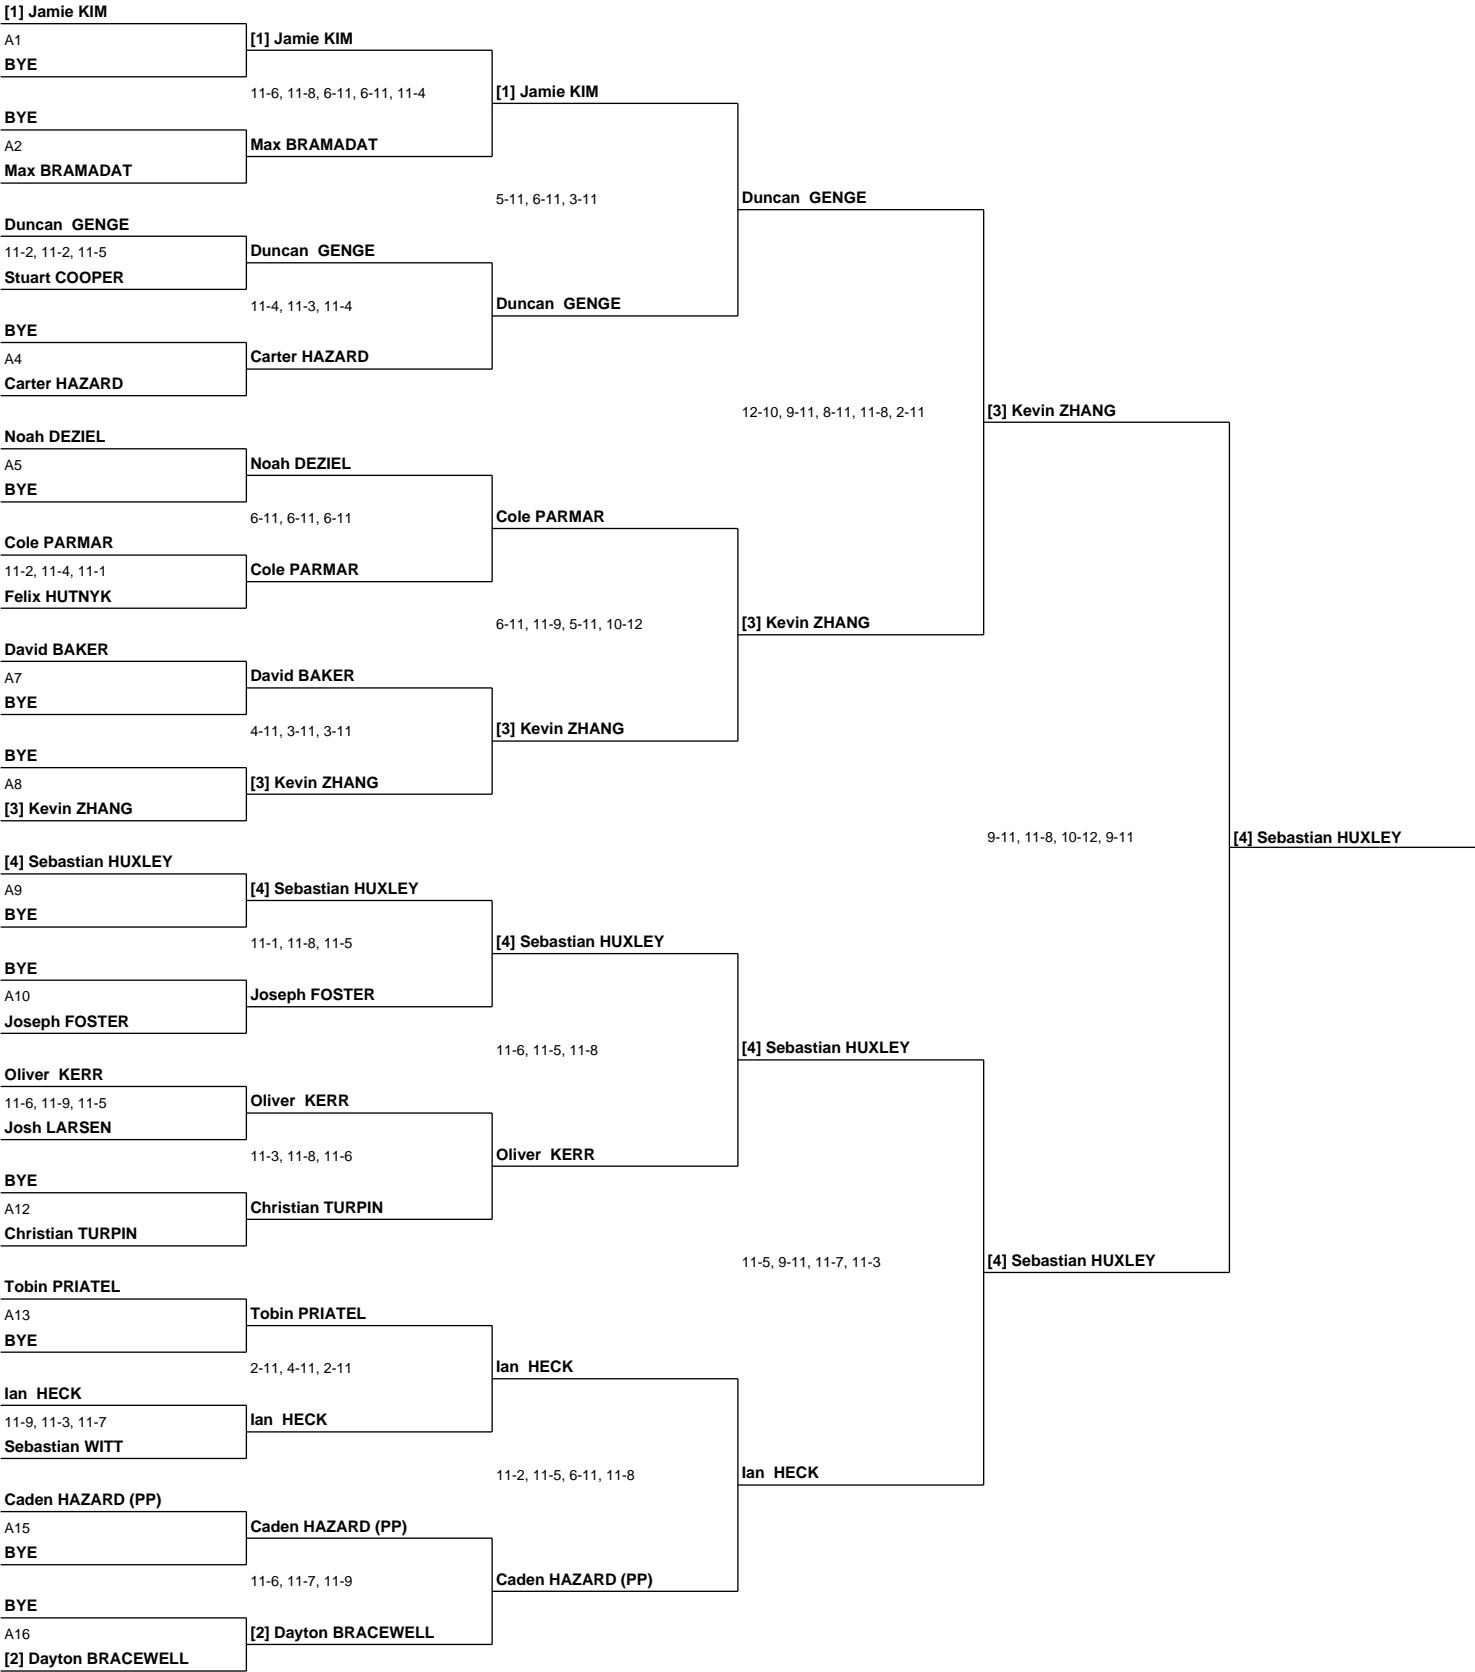 [1] Jamie KIM
A1
BYE
BYE
A2
Max BRAMADAT
Duncan  GENGE
11-2, 11-2, 11-5
Stuart COOPER
BYE
A4
Carter HAZARD
Noah DEZIEL
A5
BYE
Cole PARMAR
11-2, 11-4, 11-1
Felix HUTNYK
David BAKER
A7
BYE
BYE
A8
[3] Kevin ZHANG
[4] Sebastian HUXLEY
A9
BYE
BYE
A10
Joseph FOSTER
Oliver  KERR
11-6, 11-9, 11-5
Josh LARSEN
BYE
A12
Christian TURPIN
Tobin PRIATEL
A13
BYE
Ian  HECK
11-9, 11-3, 11-7
Sebastian WITT
Caden HAZARD (PP)
A15
BYE
BYE
A16
[2] Dayton BRACEWELL
[1] Jamie KIM
11-6, 11-8, 6-11, 6-11, 11-4
Max BRAMADAT
Duncan  GENGE
11-4, 11-3, 11-4
Carter HAZARD
Noah DEZIEL
6-11, 6-11, 6-11
Cole PARMAR
David BAKER
4-11, 3-11, 3-11
[3] Kevin ZHANG
[4] Sebastian HUXLEY
11-1, 11-8, 11-5
Joseph FOSTER
Oliver  KERR
11-3, 11-8, 11-6
Christian TURPIN
Tobin PRIATEL
2-11, 4-11, 2-11
Ian  HECK
Caden HAZARD (PP)
11-6, 11-7, 11-9
[2] Dayton BRACEWELL
[1] Jamie KIM
5-11, 6-11, 3-11
Duncan  GENGE
Cole PARMAR
6-11, 11-9, 5-11, 10-12
[3] Kevin ZHANG
[4] Sebastian HUXLEY
11-6, 11-5, 11-8
Oliver  KERR
Ian  HECK
11-2, 11-5, 6-11, 11-8
Caden HAZARD (PP)
Duncan  GENGE
12-10, 9-11, 8-11, 11-8, 2-11
[3] Kevin ZHANG
[4] Sebastian HUXLEY
11-5, 9-11, 11-7, 11-3
Ian  HECK
[3] Kevin ZHANG
9-11, 11-8, 10-12, 9-11
[4] Sebastian HUXLEY
[4] Sebastian HUXLEY